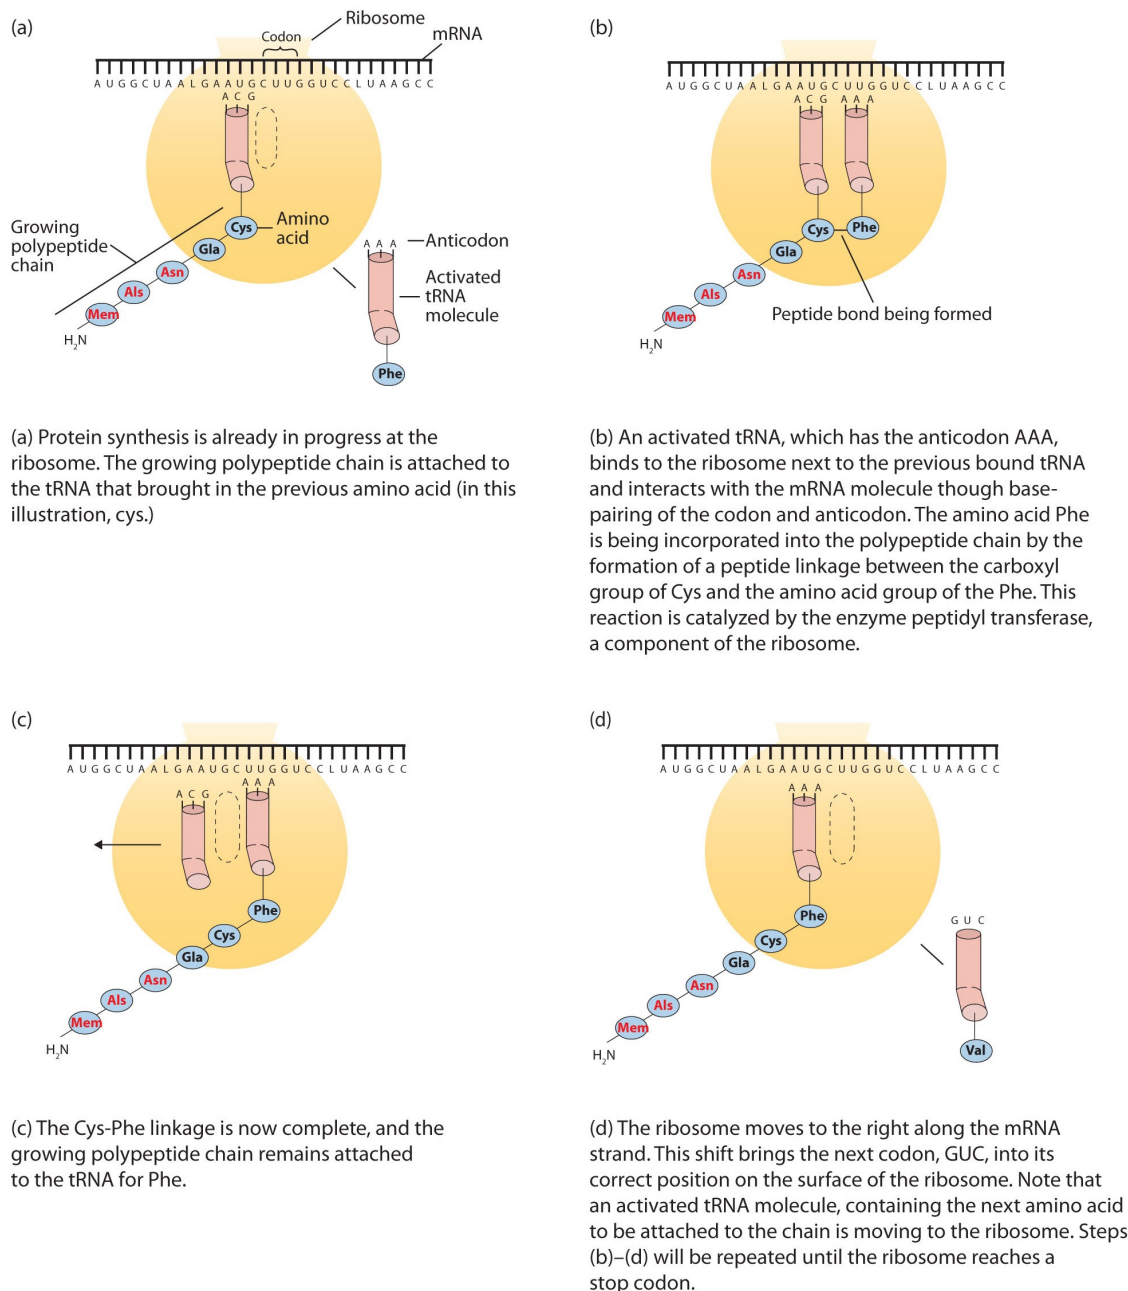 (a)
Ribosome
Codon
mRNA
A U G G C U A A L G A A U G C U U G G U C C L U A A G C C
A C G
Growing
polypeptide
chain
Cys
Amino
acid
Gla
Asn
Als
Mem
H2N
A A A
Anticodon
Activated
tRNA
molecule
Phe
(a) Protein synthesis is already in progress at the
ribosome. The growing polypeptide chain is attached to
the tRNA that brought in the previous amino acid (in this
illustration, cys.)
(b)
A U G G C U A A L G A A U G C U U G G U C C L U A A G C C
A C G A A A
Cys
Phe
Gla
Asn
Als
Mem
H2N
Peptide bond being formed
(b) An activated tRNA, which has the anticodon AAA,
binds to the ribosome next to the previous bound tRNA
and interacts with the mRNA molecule though base-
pairing of the codon and anticodon. The amino acid Phe
is being incorporated into the polypeptide chain by the
formation of a peptide linkage between the carboxyl
group of Cys and the amino acid group of the Phe. This
reaction is catalyzed by the enzyme peptidyl transferase,
a component of the ribosome.
(c)
A U G G C U A A L G A A U G C U U G G U C C L U A A G C C
A C G
A A A
Phe
Cys
Gla
Asn
Als
Mem
H2N
(c) The Cys-Phe linkage is now complete, and the
growing polypeptide chain remains attached
to the tRNA for Phe.
(d)
A U G G C U A A L G A A U G C U U G G U C C L U A A G C C
A A A
Phe
Cys
Gla
Asn
Als
Mem
H2N
G U C
Val
(d) The ribosome moves to the right along the mRNA
strand. This shift brings the next codon, GUC, into its
correct position on the surface of the ribosome. Note that
an activated tRNA molecule, containing the next amino acid
to be attached to the chain is moving to the ribosome. Steps
(b)–(d) will be repeated until the ribosome reaches a
stop codon.